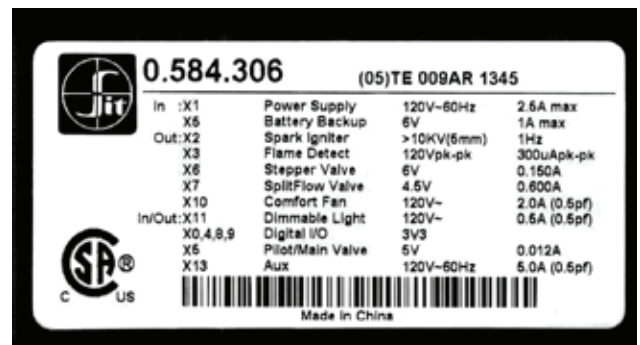 Sit
0.584.306
(05)TE 009AR 1345
In :X1 Power Supply 120V~60Hz 2.5A max
X5 Battery Backup 6V 1A max
Out:X2 Spark Igniter >10KV(5mm) 1Hz
X3 Flame Detect 120Vpk-pk 300uApk-pk
X6 Stepper Valve 6V 0.150A
X7 SplitFlow Valve 4.5V 0.600A
X10 Comfort Fan 120V~ 2.0A (0.5pf)
In/Out:X11 Dimmable Light 120V~ 0.5A (0.5pf)
X0,4,8,9 Digital I/O 3V3
X5 Pilot/Main Valve 5V 0.012A
X13 Aux 120V~60Hz 5.0A (0.5pf)
SA ®
C US
Made in China